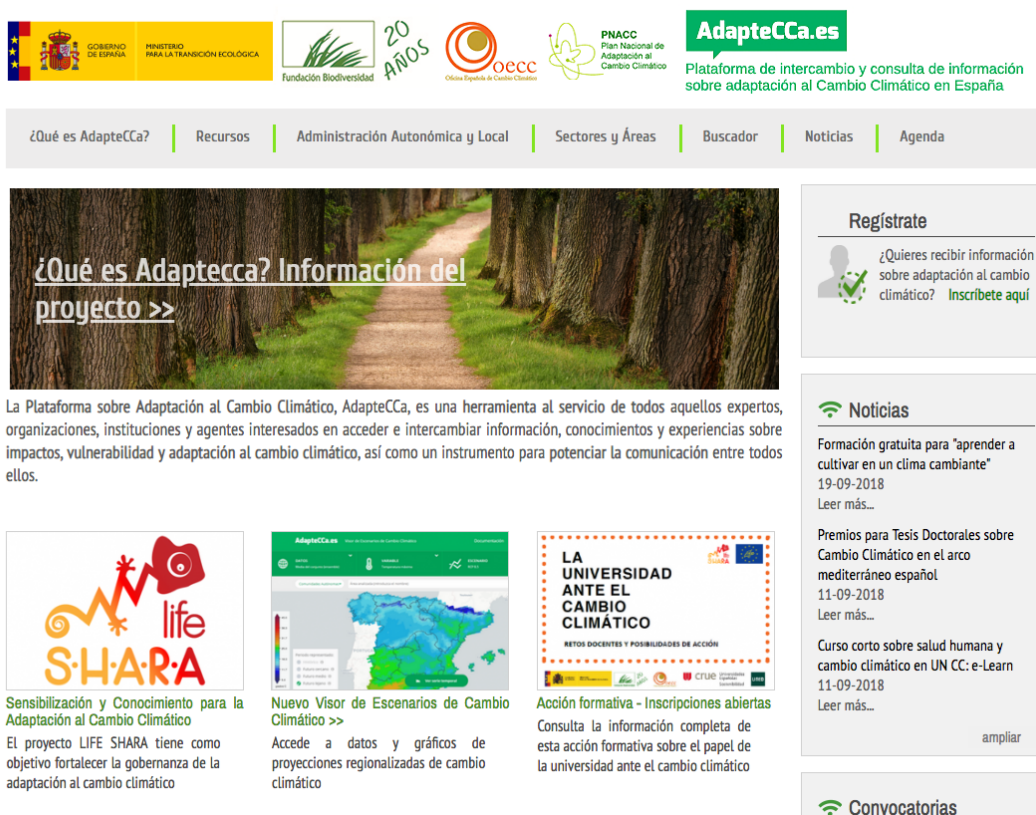 GOBIERNO
DE ESPAÑA
MINISTERIO
PARA LA TRANSICIÓN ECOLÓGICA
Fundación Biodiversidad
20
AÑOS
oecc
Oficina Española de Cambio Climático
PNACC
Plan Nacional de
Adaptación al
Cambio Climático
AdapteCCa.es
Plataforma de intercambio y consulta de información
sobre adaptación al Cambio Climático en España
¿Qué es AdapteCCa?
Recursos
Administración Autonómica y Local
Sectores y Áreas
Buscador
Noticias
Agenda
¿Qué es Adaptecca? Información del
proyecto >>
La Plataforma sobre Adaptación al Cambio Climático, AdapteCCa, es una herramienta al servicio de todos aquellos expertos,
organizaciones, instituciones y agentes interesados en acceder e intercambiar información, conocimientos y experiencias sobre
impactos, vulnerabilidad y adaptación al cambio climático, así como un instrumento para potenciar la comunicación entre todos
ellos.
life
S·H·A·R·A
Sensibilización y Conocimiento para la
Adaptación al Cambio Climático
El proyecto LIFE SHARA tiene como
objetivo fortalecer la gobernanza de la
adaptación al cambio climático
AdapteCCa.es
Visor de Escenarios de Cambio Climático
Nuevo Visor de Escenarios de Cambio
Climático >>
Accede a datos y gráficos de
proyecciones regionalizadas de cambio
climático
LA
UNIVERSIDAD
ANTE EL
CAMBIO
CLIMÁTICO
RETOS DOCENTES Y POSIBILIDADES DE ACCIÓN
crue
Acción formativa - Inscripciones abiertas
Consulta la información completa de
esta acción formativa sobre el papel de
la universidad ante el cambio climático
Regístrate
¿Quieres recibir información
sobre adaptación al cambio
climático? Inscríbete aquí
Noticias
Formación gratuita para "aprender a
cultivar en un clima cambiante"
19-09-2018
Leer más...
Premios para Tesis Doctorales sobre
Cambio Climático en el arco
mediterráneo español
11-09-2018
Leer más...
Curso corto sobre salud humana y
cambio climático en UN CC: e-Learn
11-09-2018
Leer más...
ampliar
Convocatorias